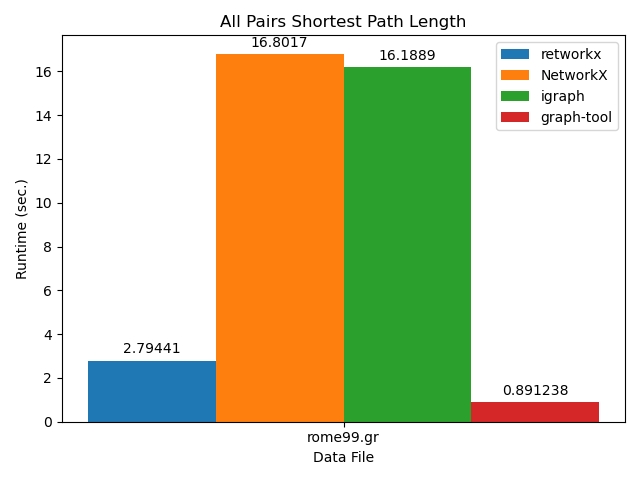 All Pairs Shortest Path Length
16.8017
16.1889
retworkx
NetworkX
igraph
graph-tool
16
14
12
10
8
6
4
2
0
Runtime (sec.)
2.79441
0.891238
rome99.gr
Data File